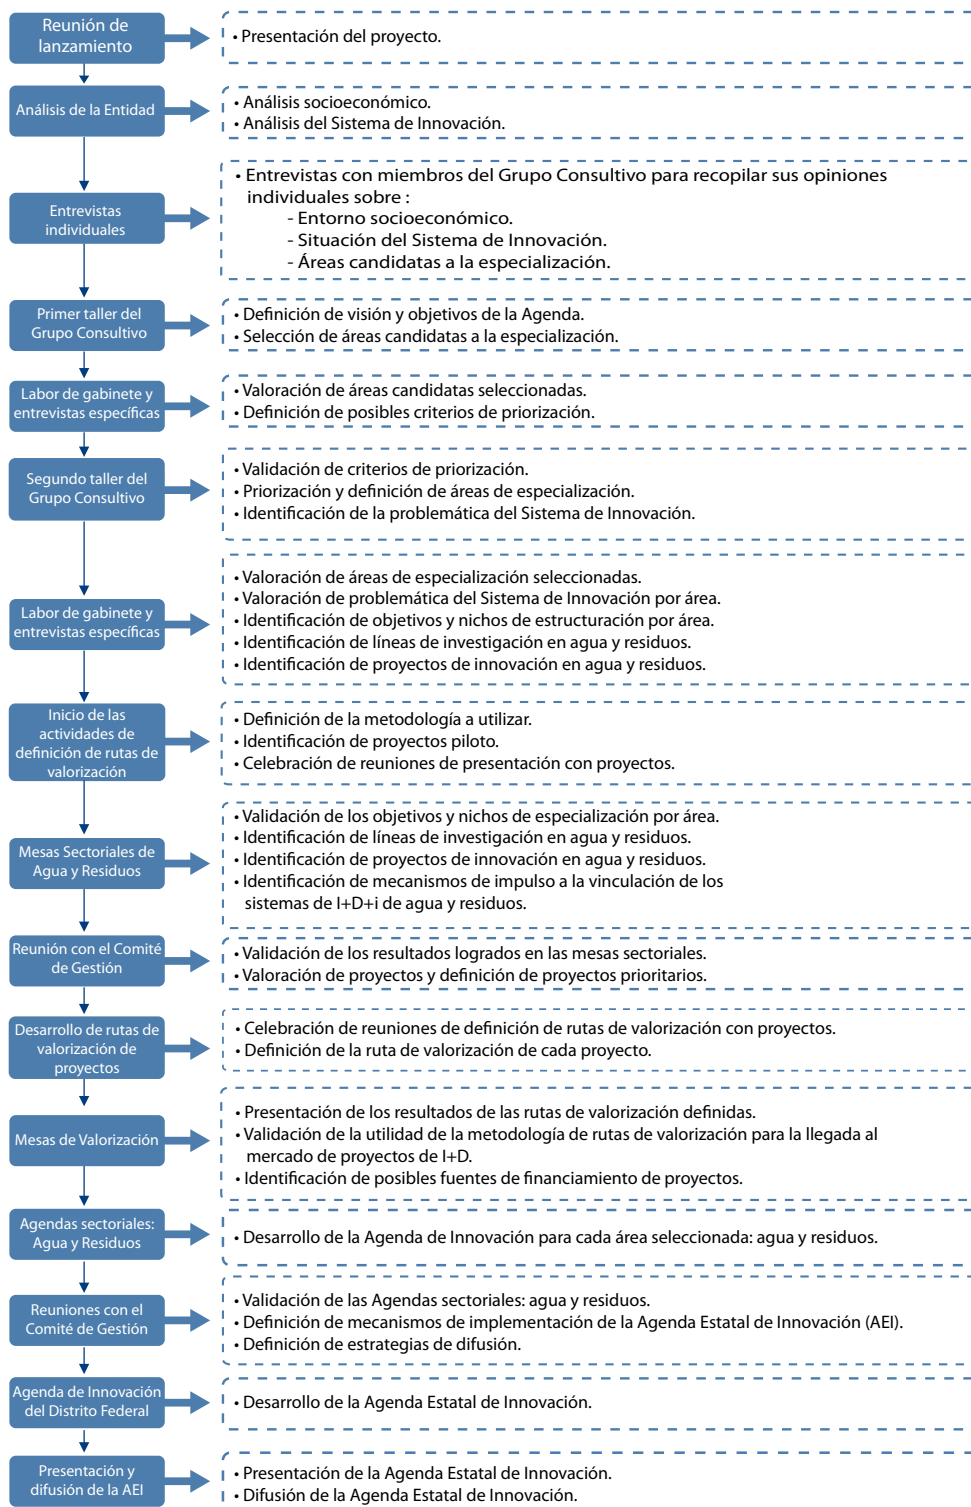 Reunión de
lanzamiento
• Presentación del proyecto.
Análisis de la Entidad
• Análisis socioeconómico.
• Análisis del Sistema de Innovación.
Entrevistas
individuales
• Entrevistas con miembros del Grupo Consultivo para recopilar sus opiniones
individuales sobre :
- Entorno socioeconómico.
- Situación del Sistema de Innovación.
- Áreas candidatas a la especialización.
Primer taller del
Grupo Consultivo
• Definición de visión y objetivos de la Agenda.
• Selección de áreas candidatas a la especialización.
Labor de gabinete y
entrevistas específicas
• Valoración de áreas candidatas seleccionadas.
• Definición de posibles criterios de priorización.
Segundo taller del
Grupo Consultivo
• Validación de criterios de priorización.
• Priorización y definición de áreas de especialización.
• Identificación de la problemática del Sistema de Innovación.
Labor de gabinete y
entrevistas específicas
• Valoración de áreas de especialización seleccionadas.
• Valoración de problemática del Sistema de Innovación por área.
• Identificación de objetivos y nichos de estructuración por área.
• Identificación de líneas de investigación en agua y residuos.
• Identificación de proyectos de innovación en agua y residuos.
Inicio de las
actividades de
definición de rutas de
valorización
• Definición de la metodología a utilizar.
• Identificación de proyectos piloto.
• Celebración de reuniones de presentación con proyectos.
Mesas Sectoriales de
Agua y Residuos
• Validación de los objetivos y nichos de especialización por área.
• Identificación de líneas de investigación en agua y residuos.
• Identificación de proyectos de innovación en agua y residuos.
• Identificación de mecanismos de impulso a la vinculación de los
sistemas de I+D+i de agua y residuos.
Reunión con el Comité
de Gestión
• Validación de los resultados logrados en las mesas sectoriales.
• Valoración de proyectos y definición de proyectos prioritarios.
Desarrollo de rutas de
valorización de
proyectos
• Celebración de reuniones de definición de rutas de valorización con proyectos.
• Definición de la ruta de valorización de cada proyecto.
Mesas de Valorización
• Presentación de los resultados de las rutas de valorización definidas.
• Validación de la utilidad de la metodología de rutas de valorización para la llegada al
mercado de proyectos de I+D.
• Identificación de posibles fuentes de financiamiento de proyectos.
Agendas sectoriales:
Agua y Residuos
• Desarrollo de la Agenda de Innovación para cada área seleccionada: agua y residuos.
Reuniones con el
Comité de Gestión
• Validación de las Agendas sectoriales: agua y residuos.
• Definición de mecanismos de implementación de la Agenda Estatal de Innovación (AEI).
• Definición de estrategias de difusión.
Agenda de Innovación
del Distrito Federal
• Desarrollo de la Agenda Estatal de Innovación.
Presentación y
difusión de la AEI
• Presentación de la Agenda Estatal de Innovación.
• Difusión de la Agenda Estatal de Innovación.